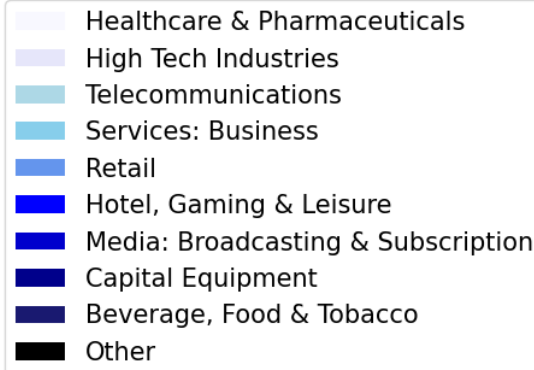 Healthcare & Pharmaceuticals
High Tech Industries
Telecommunications
Services: Business
Retail
Hotel, Gaming & Leisure
Media: Broadcasting & Subscription
Capital Equipment
Beverage, Food & Tobacco
Other